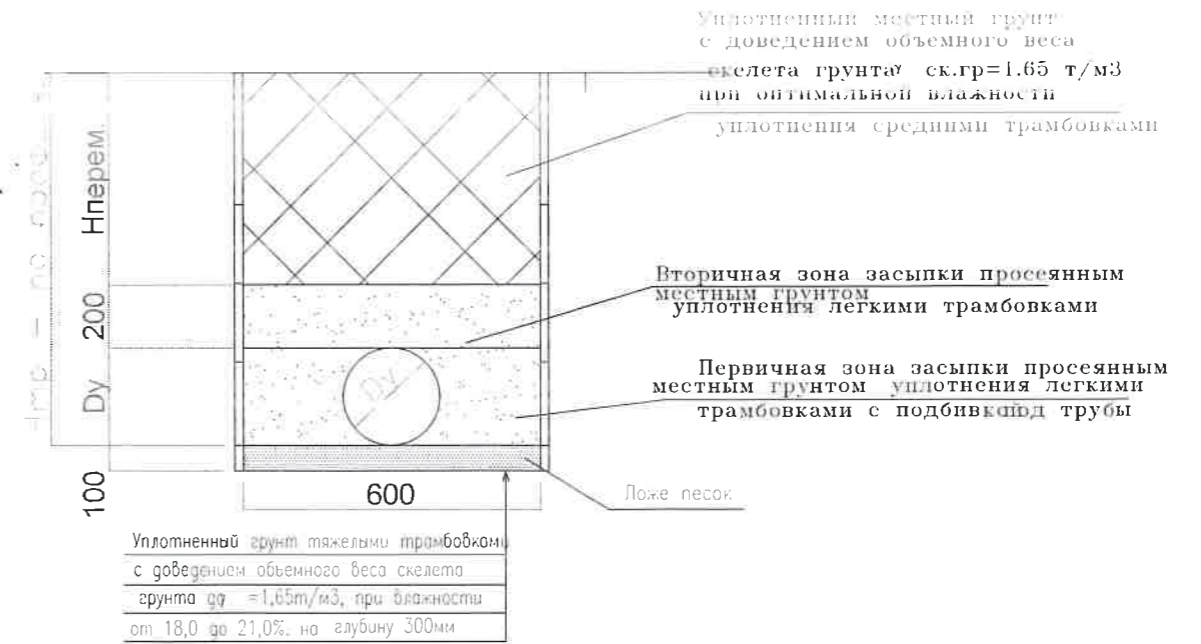 Уплотненный местный грунт
с доведением объемного веса
скелета грунтаγ ск.гр=1.65 т/м3
при оптимальной влажности
уплотнения средними трамбовками
Нперем.
200
Dy
100
Dy
600
Вторичная зона засыпки просеянным
местным грунтом
уплотнения легкими трамбовками
Первичная зона засыпки просеянным
местным грунтом уплотнения легкими
трамбовками с подбивкой под трубы
Ложе песок
Уплотненный грунт тяжелыми трамбовками
с доведением объемного веса скелета
грунта =1,65т/м3, при влажности
от 18,0 до 21,0%. на глубину 300мм